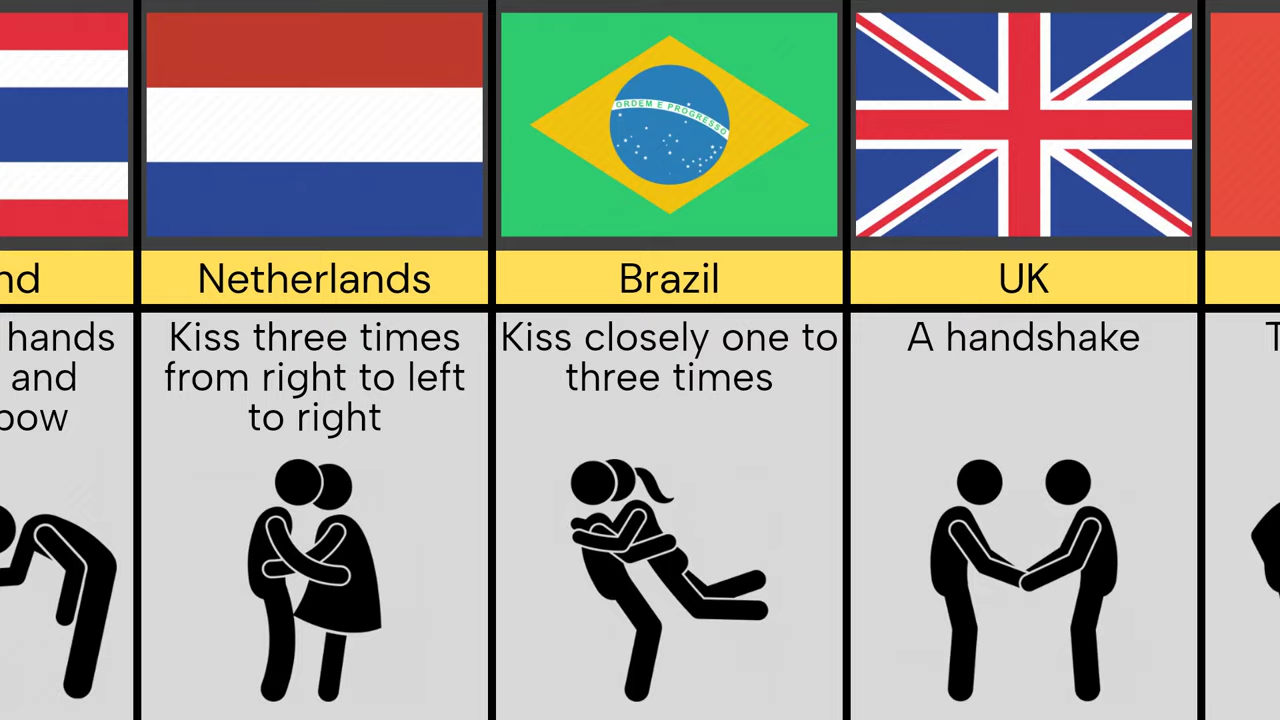 nd
hands
and
bow
Netherlands
Kiss three times
from right to left
to right
ORDEM E PROGRESSO
Brazil
Kiss closely one to
three times
UK
A handshake
T